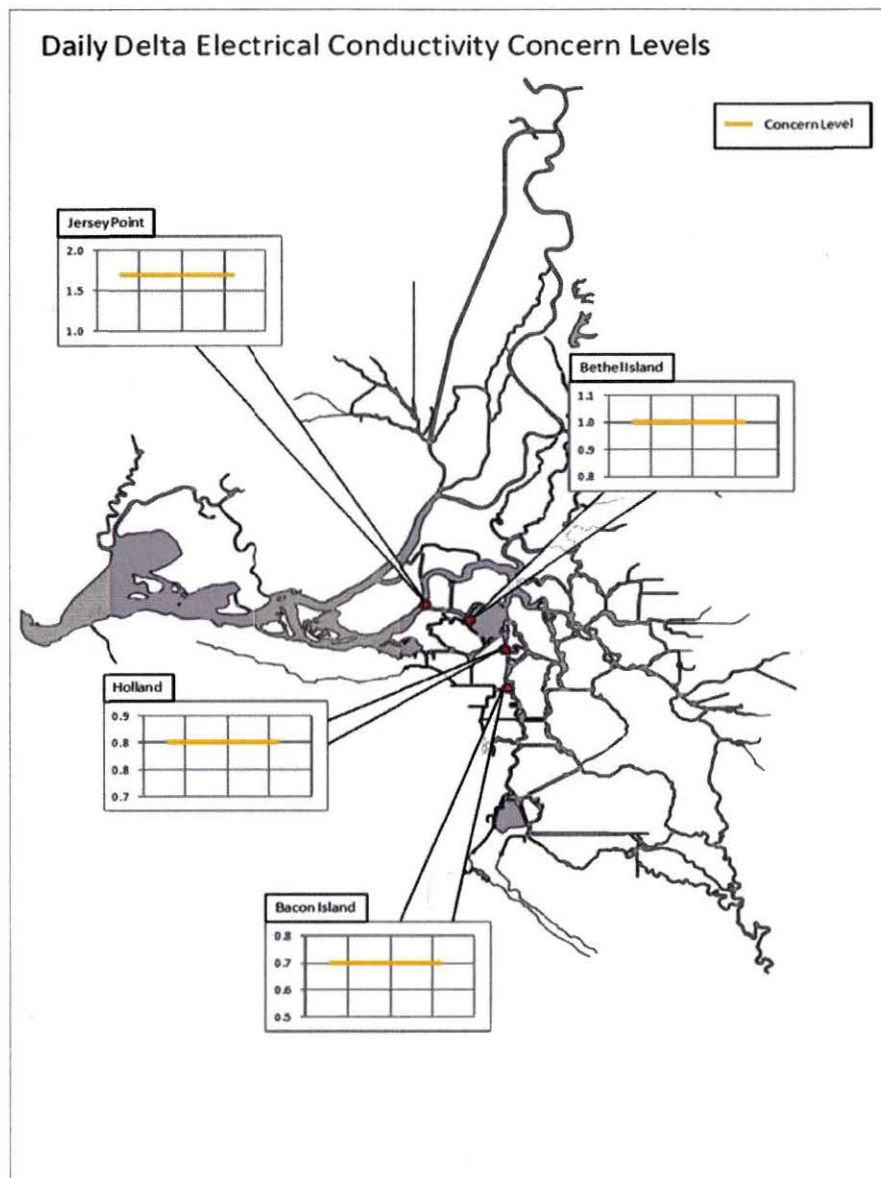 Daily Delta Electrical Conductivity Concern Levels
Concern Level
Jersey Point
2.0
1.5
1.0
Bethel Island
1.1
1.0
0.9
0.8
Holland
0.9
0.8
0.8
0.7
Bacon Island
0.8
0.7
0.6
0.5